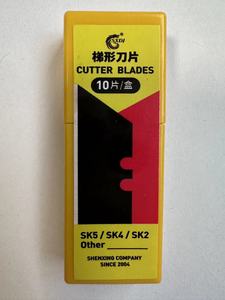 梯形刀片
CUTTER BLADES
10片/盒
SK5 / SK4 / SK2
Other
SHENXING COMPANY
SINCE 2004